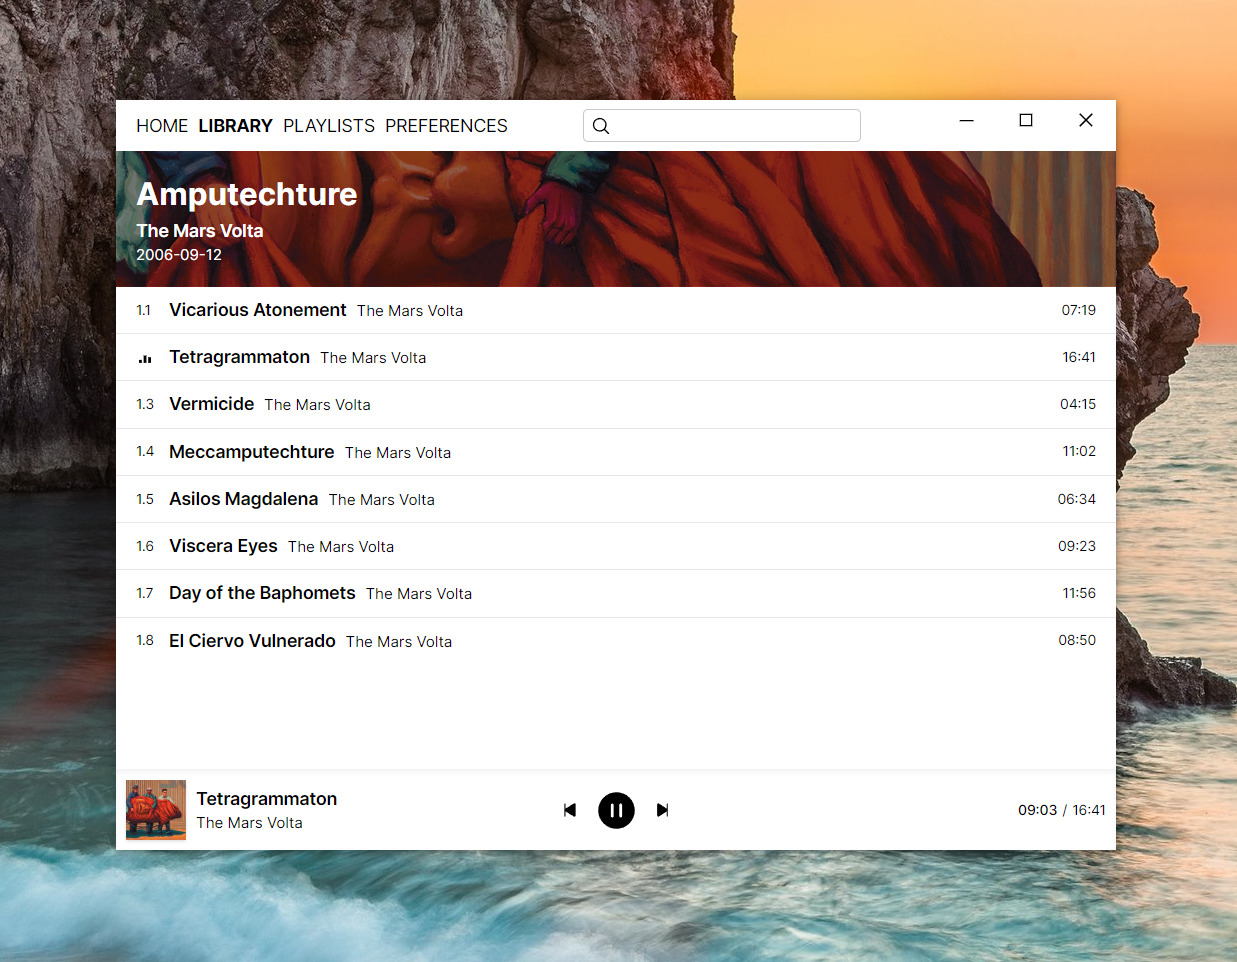 HOME LIBRARY PLAYLISTS PREFERENCES
Amputechture
The Mars Volta
2006-09-12
1.1 Vicarious Atonement The Mars Volta 07:19
Tetragrammaton The Mars Volta 16:41
1.3 Vermicide The Mars Volta 04:15
1.4 Meccamputechture The Mars Volta 11:02
1.5 Asilos Magdalena The Mars Volta 06:34
1.6 Viscera Eyes The Mars Volta 09:23
1.7 Day of the Baphomets The Mars Volta 11:56
1.8 El Ciervo Vulnerado The Mars Volta 08:50
Tetragrammaton
The Mars Volta
09:03 / 16:41